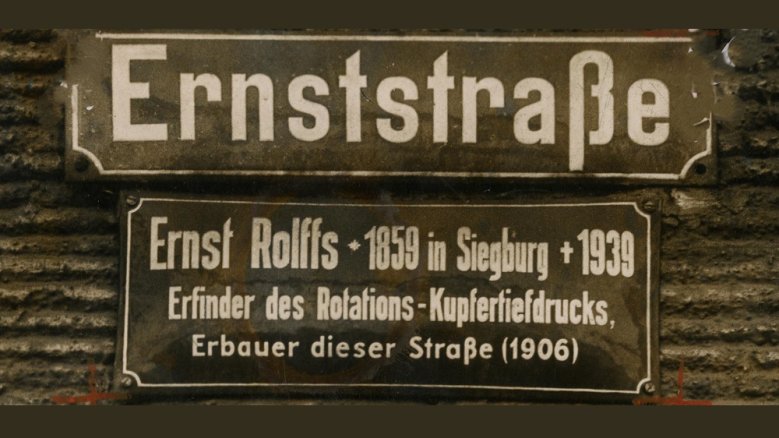 Ernststraße
Ernst Rolffs * 1859 in Siegburg † 1939
Erfinder des Rotations-Kupfertiefdrucks,
Erbauer dieser Straße (1906)